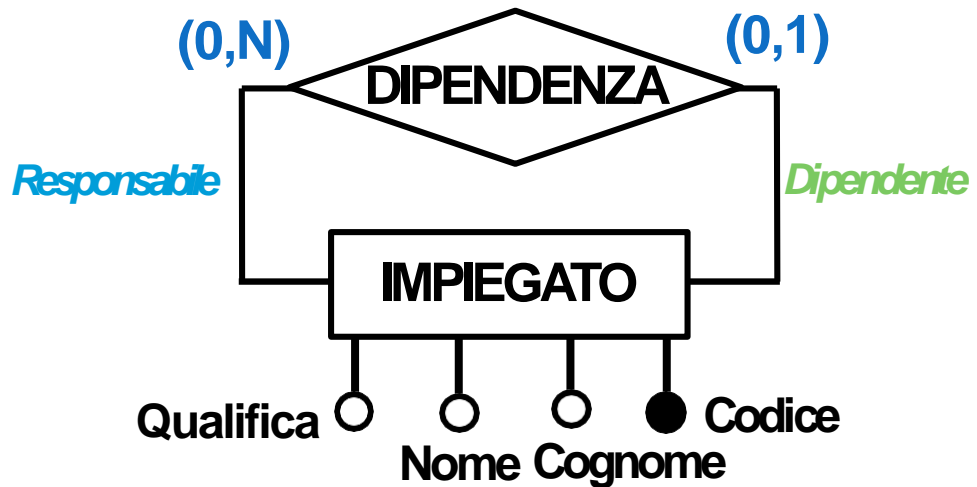 (0,N)
(0,1)
DIPENDENZA
Responsabile
Dipendente
IMPIEGATO
Qualifica
Codice
Nome
Cognome